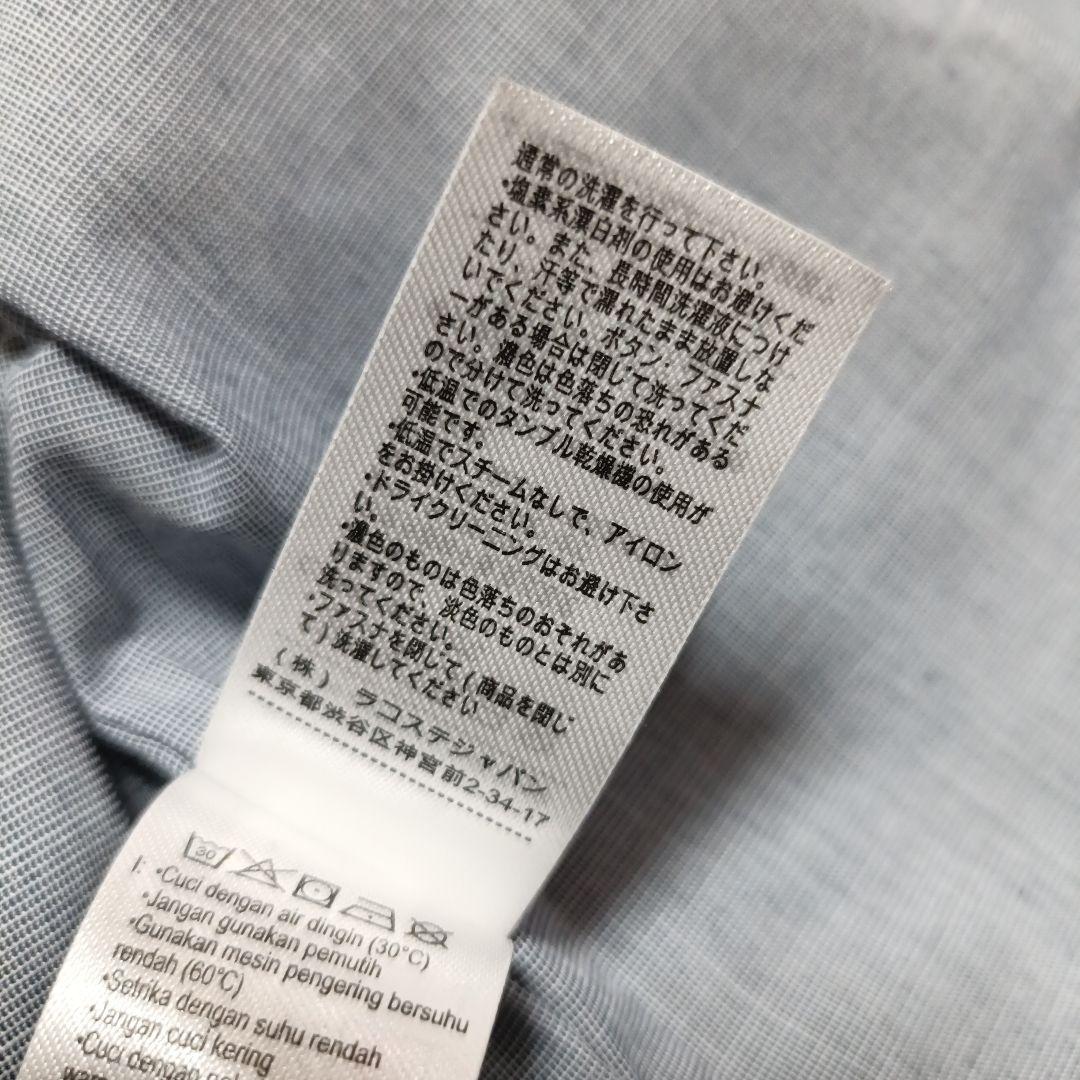 通常の洗濯を行って下さい。
・塩素系漂白剤の使用はお避けくだ
さい。また、長時間洗濯液につけ
たり、汗等で濡れたまま放置しな
いでください。ボタン・ファスナ
ーがある場合は閉じて洗ってくだ
さい。濃色は色落ちの恐れがある
ので分けて洗ってください。
・低温でのタンブル乾燥機の使用が
可能です。
・低温でスチームなしで、アイロン
をお掛けください。
・ドライクリーニングはお避け下さ
い。
・濃色のものは色落ちのおそれがあ
りますので、淡色のものとは別に
洗ってください。
・ファスナを閉じて(商品を閉じ
て)洗濯してください
(株) ラコステジャパン
東京都渋谷区神宮前2-34-17
30
I: •Cuci dengan air dingin (30°C)
•Jangan gunakan pemutih
•Gunakan mesin pengering bersuhu
rendah (60°C)
•Setrika dengan suhu rendah
•Jangan cuci kering
•Cuci dengan